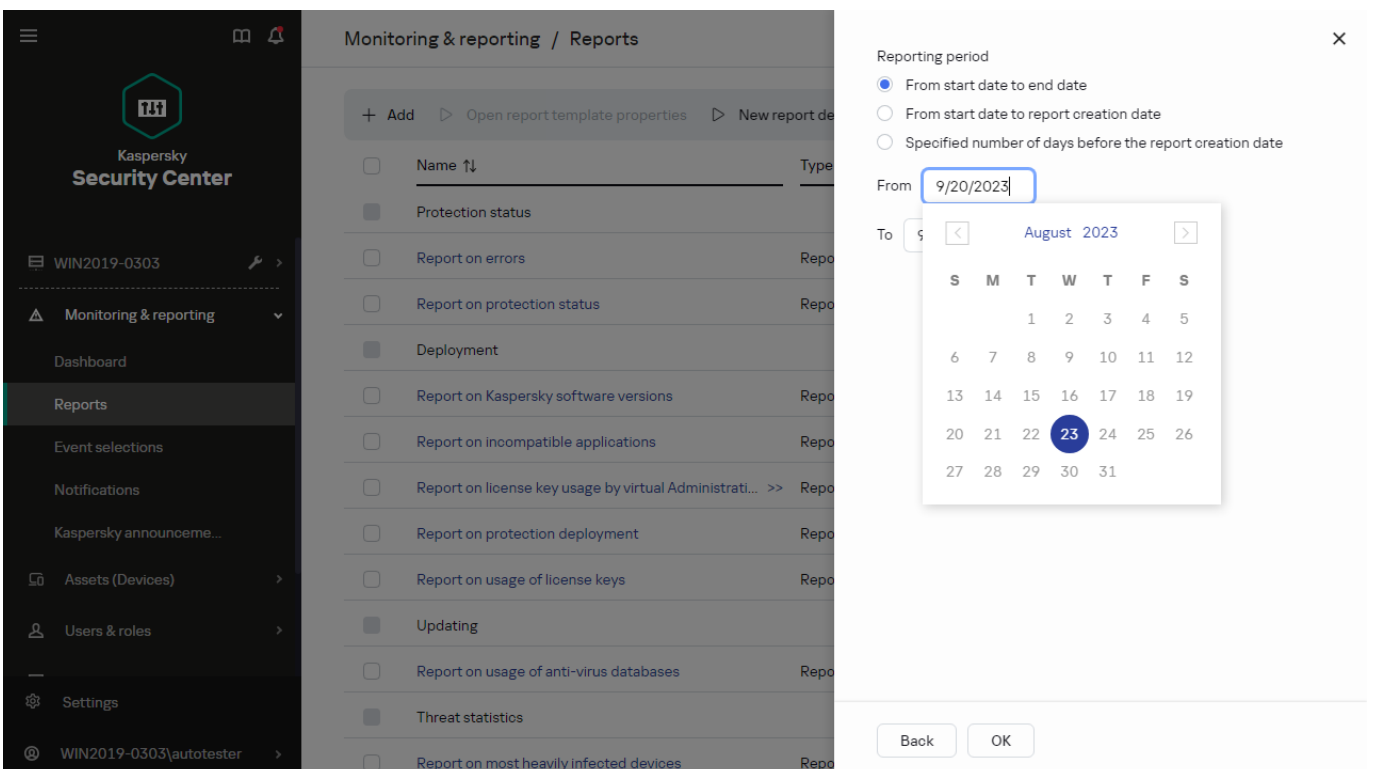 Kaspersky
Security Center
WIN2019-0303
Monitoring & reporting
Dashboard
Reports
Event selections
Notifications
Kaspersky announceme...
Assets (Devices)
Users & roles
Settings
WIN2019-0303\autotester
Monitoring & reporting / Reports
Add Open report template properties New report de
Name Type
Protection status
Report on errors Repo
Report on protection status Repo
Deployment
Report on Kaspersky software versions Repo
Report on incompatible applications Repo
Report on license key usage by virtual Administrati... >> Repo
Report on protection deployment Repo
Report on usage of license keys Repo
Updating
Report on usage of anti-virus databases Repo
Threat statistics
Report on most heavily infected devices Repo
Reporting period
From start date to end date
From start date to report creation date
Specified number of days before the report creation date
From 9/20/2023
To 9
August 2023
S M T W T F S
1 2 3 4 5
6 7 8 9 10 11 12
13 14 15 16 17 18 19
20 21 22 23 24 25 26
27 28 29 30 31
Back OK